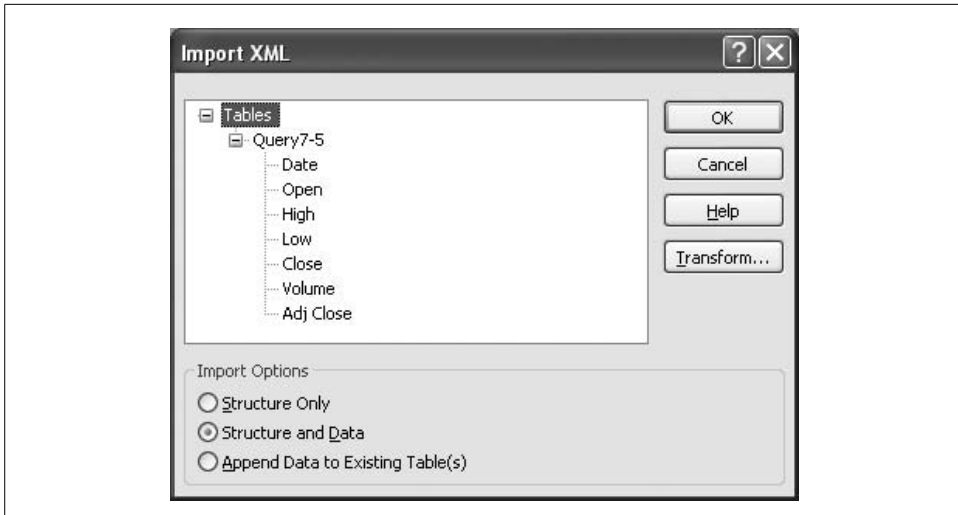 Import XML
Tables
Query7-5
Date
Open
High
Low
Close
Volume
Adj Close
OK
Cancel
Help
Transform...
Import Options
Structure Only
Structure and Data
Append Data to Existing Table(s)